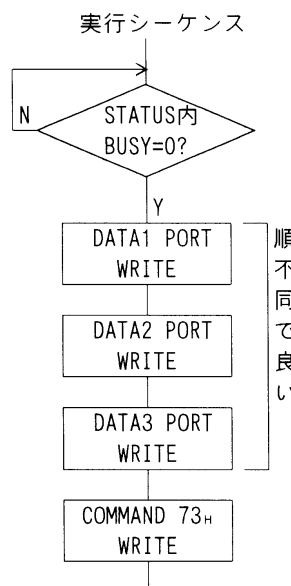 実行シーケンス
N
STATUS内
BUSY=0?
Y
DATA1 PORT
WRITE
DATA2 PORT
WRITE
DATA3 PORT
WRITE
順
不
同
で
良
い
COMMAND 73H
WRITE